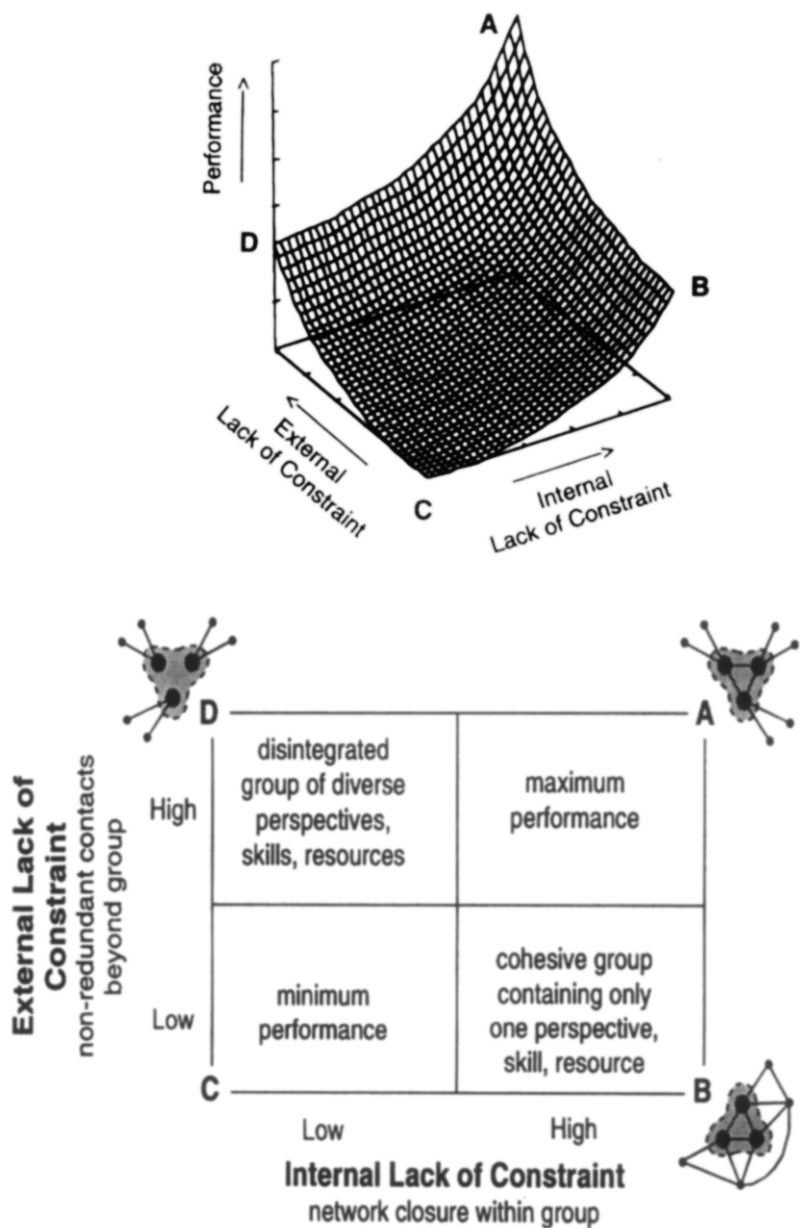 A
Performance
D
B
External
Lack of Constraint
Internal
Lack of Constraint
C
D
A
disintegrated
group of diverse
perspectives,
skills, resources
maximum
performance
High
External Lack of
Constraint
non-redundant contacts
beyond group
Low
minimum
performance
cohesive group
containing only
one perspective,
skill, resource
C
B
Low
High
Internal Lack of Constraint
network closure within group